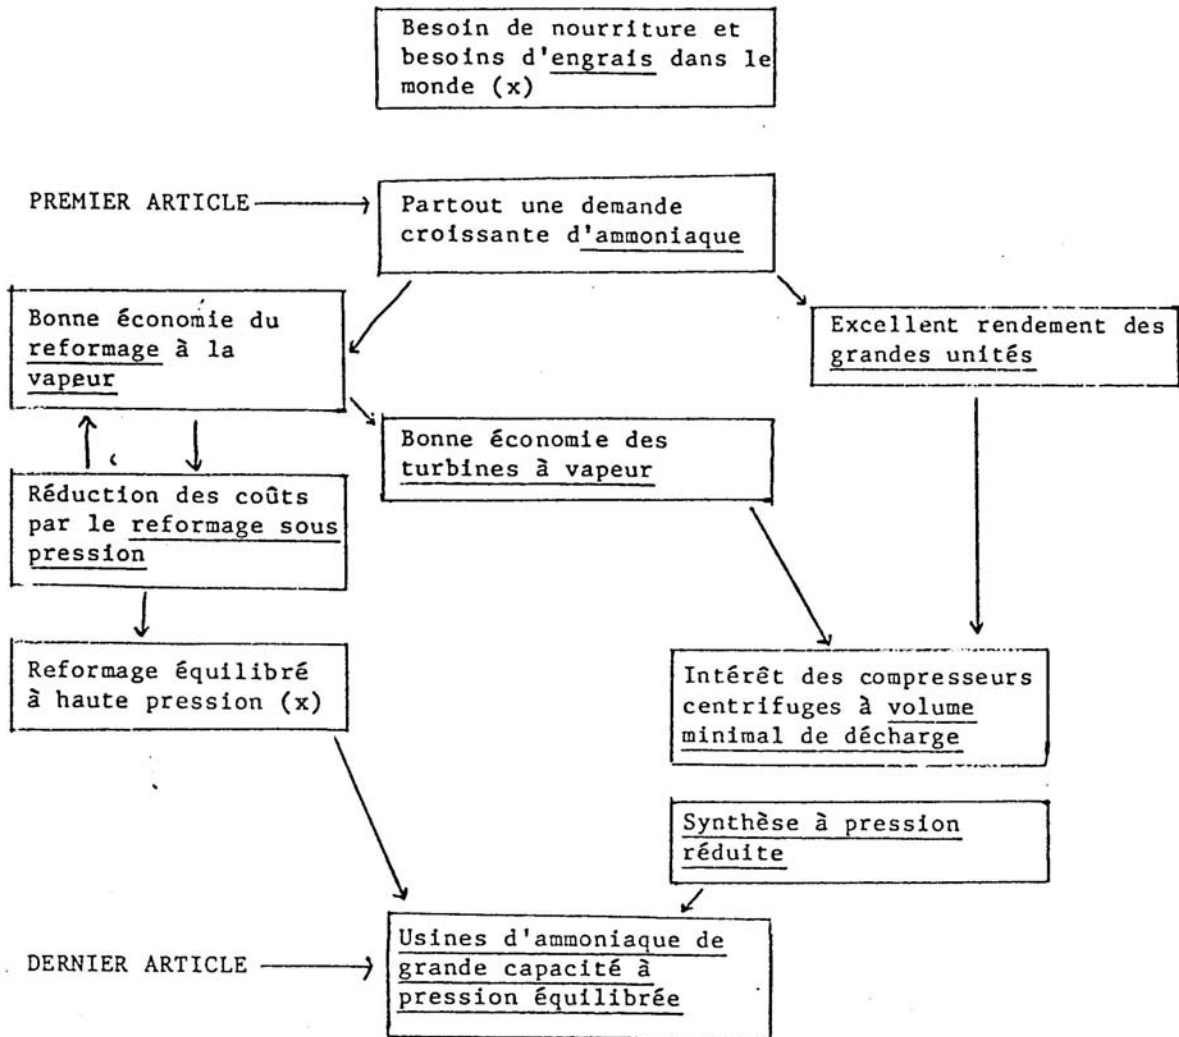 Besoin de nourriture et
besoins d'engrais dans le
monde (x)
PREMIER ARTICLE
Partout une demande
croissante d'ammoniaque
Bonne économie du
reformage à la
vapeur
Excellent rendement des
grandes unités
Bonne économie des
turbines à vapeur
Réduction des coûts
par le reformage sous
pression
Reformage équilibré
à haute pression (x)
Intérêt des compresseurs
centrifuges à volume
minimal de décharge
Synthèse à pression
réduite
DERNIER ARTICLE
Usines d'ammoniaque de
grande capacité à
pression équilibrée